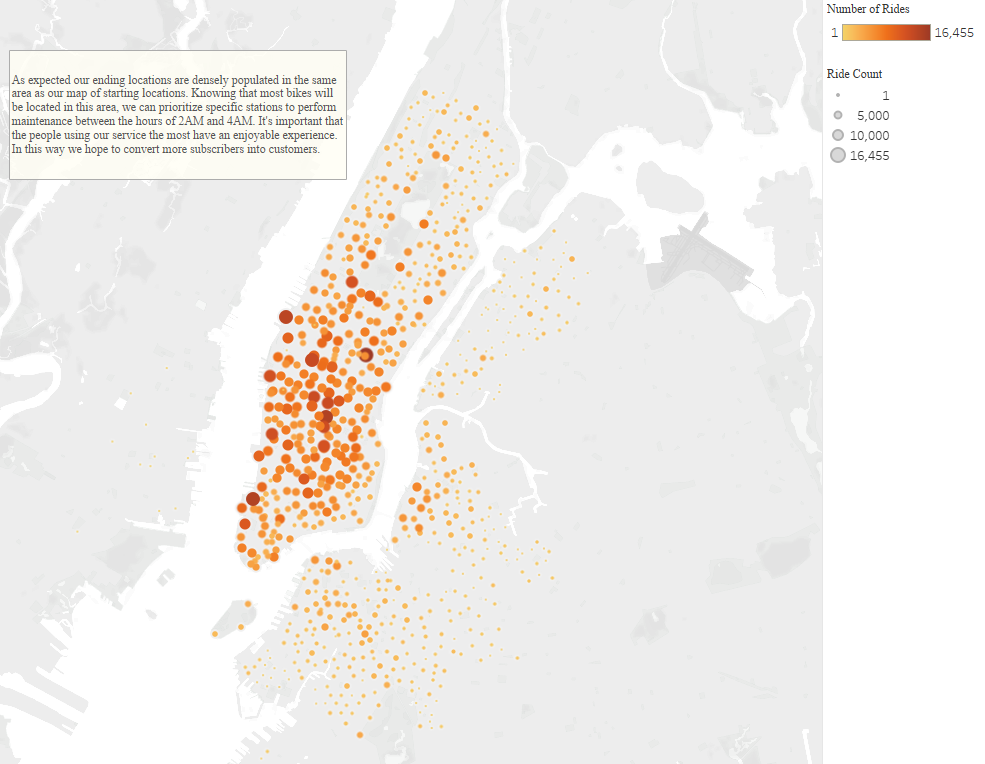 As expected our ending locations are densely populated in the same
area as our map of starting locations. Knowing that most bikes will
be located in this area, we can prioritize specific stations to perform
maintenance between the hours of 2AM and 4AM. It's important that
the people using our service the most have an enjoyable experience.
In this way we hope to convert more subscribers into customers.
Number of Rides
1 16,455
Ride Count
1
5,000
10,000
16,455